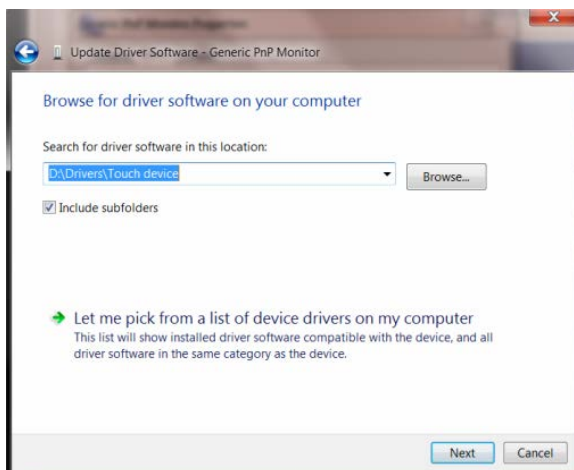 Update Driver Software - Generic PnP Monitor
Browse for driver software on your computer
Search for driver software in this location:
D:\Drivers\Touch device
Browse...
Include subfolders
Let me pick from a list of device drivers on my computer
This list will show installed driver software compatible with the device, and all
driver software in the same category as the device.
Next
Cancel